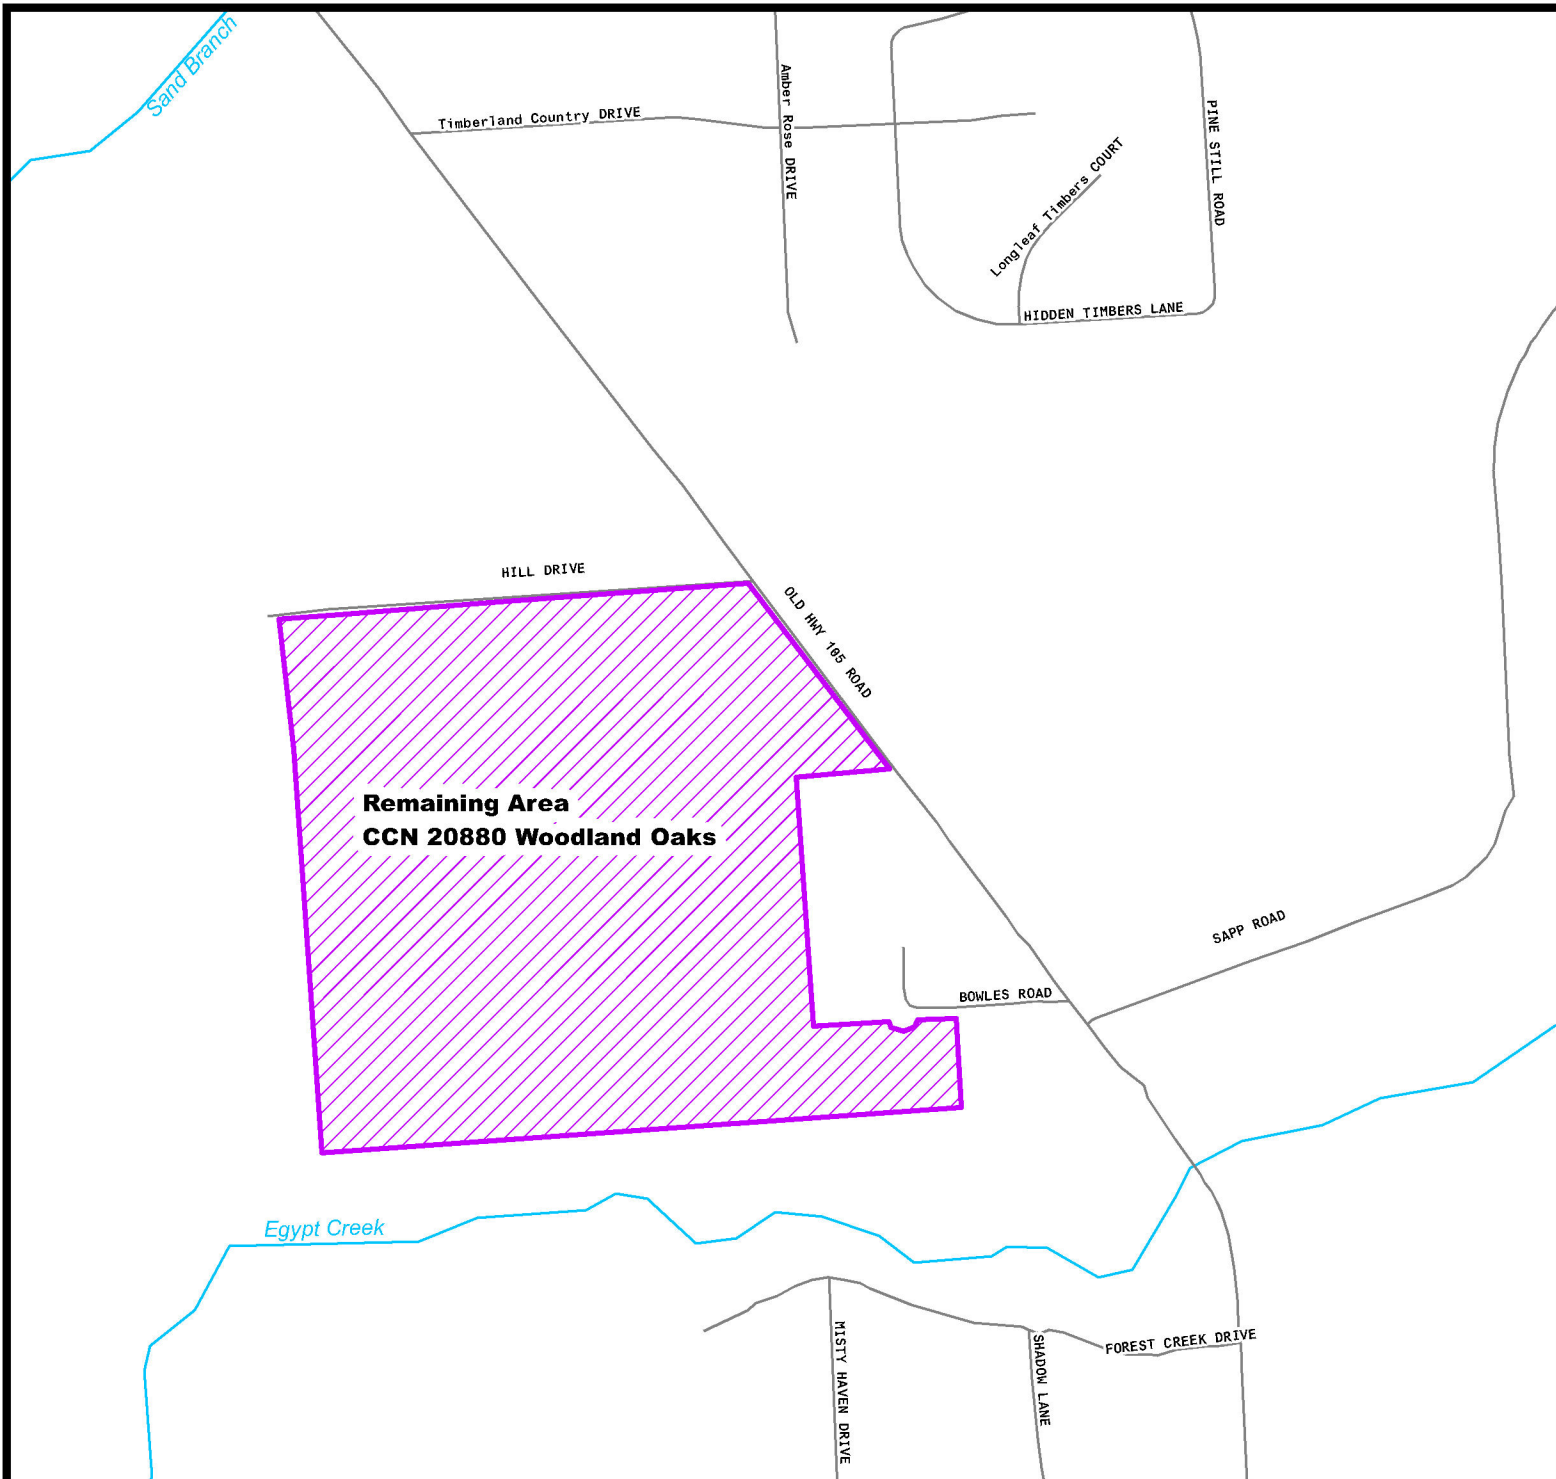 Sand Branch
Timberland Country DRIVE
Amber Rose DRIVE
PINE STILL ROAD
Longleaf Timbers COURT
HIDDEN TIMBERS LANE
HILL DRIVE
OLD HWY 105 ROAD
Remaining Area
CCN 20880 Woodland Oaks
SAPP ROAD
BOWLES ROAD
Egypt Creek
MISTY HAVEN DRIVE
SHADOW LANE
FOREST CREEK DRIVE